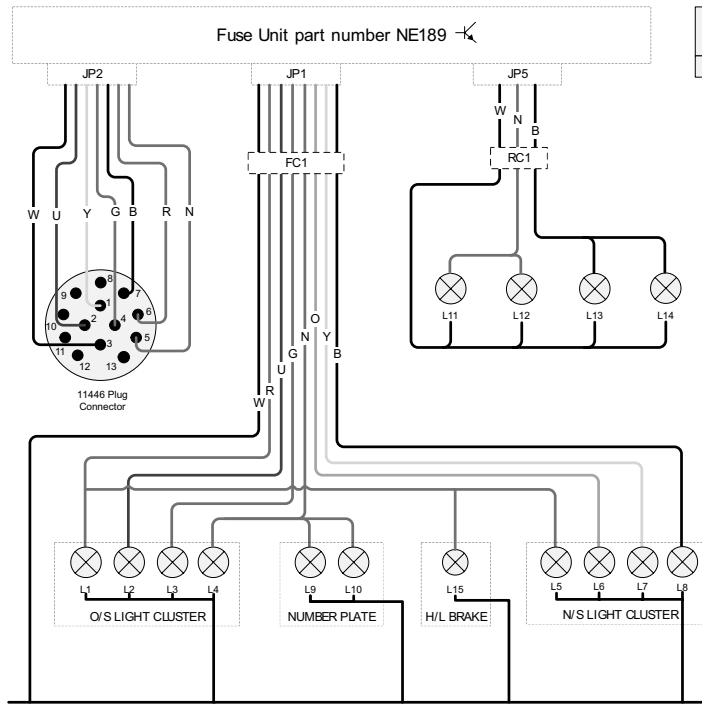 Fuse Unit part number NE189
JP2 JP1 JP5
W N B
FC1 RC1
W U Y G B R N
8
9 7
1
10 2 4 6
11 3 5
12 13
L11 L12 L13 L14
11446 Plug
Connector
W R U G N O Y B
L1 L2 L3 L4 L9 L10 L15 L5 L6 L7 L8
O/S LIGHT CLUSTER NUMBER PLATE H/L BRAKE N/S LIGHT CLUSTER